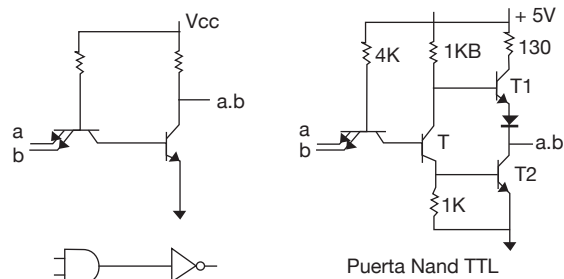 Vcc
a.b
a
b
+ 5V
4K
1KB
130
T1
a.b
a
b
T
T2
1K
Puerta Nand TTL